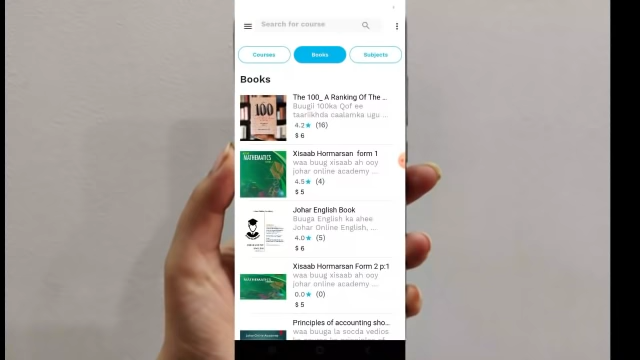 Search for course
Courses
Books
Subjects
Books
100
The 100_ A Ranking Of The ...
Buugii 100ka Qof ee
taariikhda caalamka ugu ...
4.2 (16)
$ 6
MATHEMATICS
Xisaab Hormarsan form 1
waa buug xisaab ah ooy
johar online academy ...
4.5 (4)
$ 5
Johar English Book
Buuga English ka ahee
Johar Online English, ...
4.0 (5)
$ 6
MATHEMATICS
Xisaab Hormarsan Form 2 p:1
waa buug xisaab ah ooy
johar online academy ...
0.0 (0)
$ 5
Principles of accounting sho...
waa buuga la socda vedios